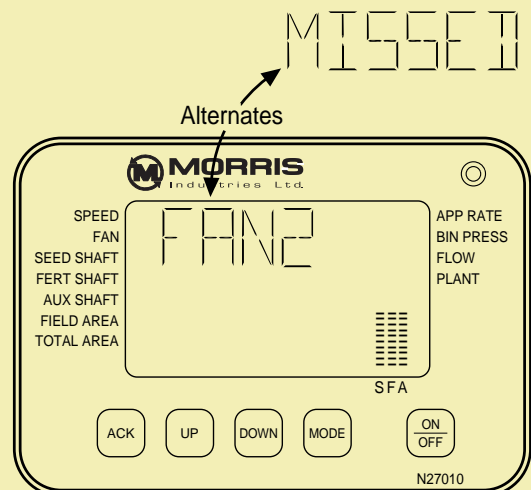 MISSED
Alternates
M MORRIS
Industries Ltd.
SPEED
FAN
SEED SHAFT
FERT SHAFT
AUX SHAFT
FIELD AREA
TOTAL AREA
FAN2
APP RATE
BIN PRESS
FLOW
PLANT
SFA
ACK
UP
DOWN
MODE
ON
OFF
N27010